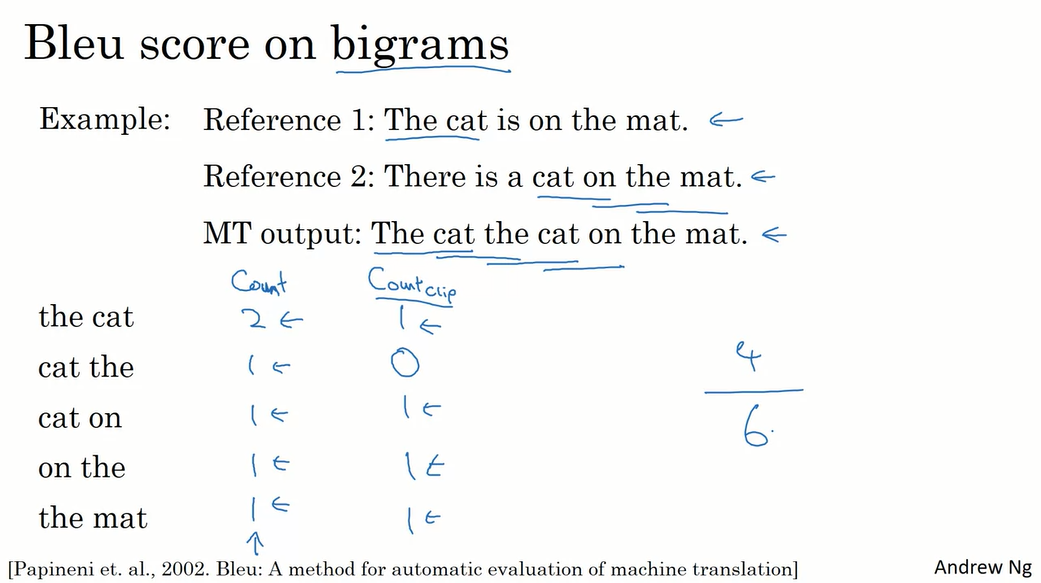 Bleu score on bigrams
Example: Reference 1: The cat is on the mat. ←
Reference 2: There is a cat on the mat. ←
MT output: The cat the cat on the mat. ←
Count Count clip
the cat 2 ← 1 ←
cat the 1 ← 0
cat on 1 ← 1 ←
on the 1 ← 1 ←
the mat 1 ← 1 ←
↑
4
6
[Papineni et. al., 2002. Bleu: A method for automatic evaluation of machine translation] Andrew Ng